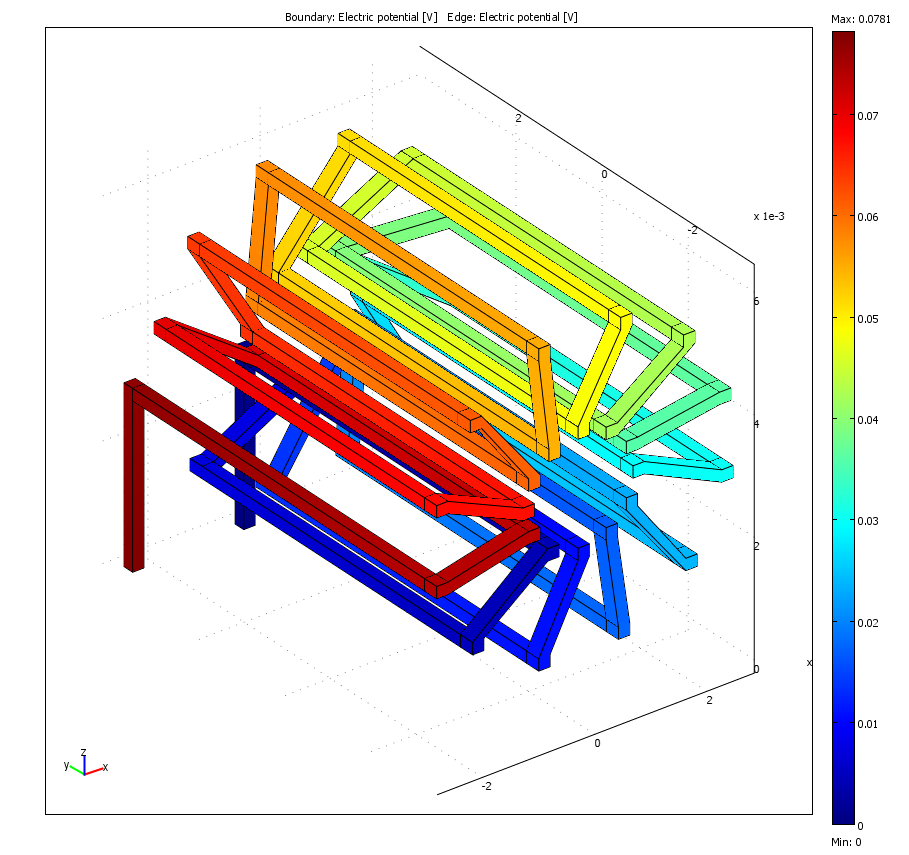 Boundary: Electric potential [V] Edge: Electric potential [V]
Max: 0.0781
0.07
0.06
0.05
0.04
0.03
0.02
0.01
0
Min: 0
2
0
-2
x 1e-3
6
4
2
0
x
2
0
-2
z
y
x